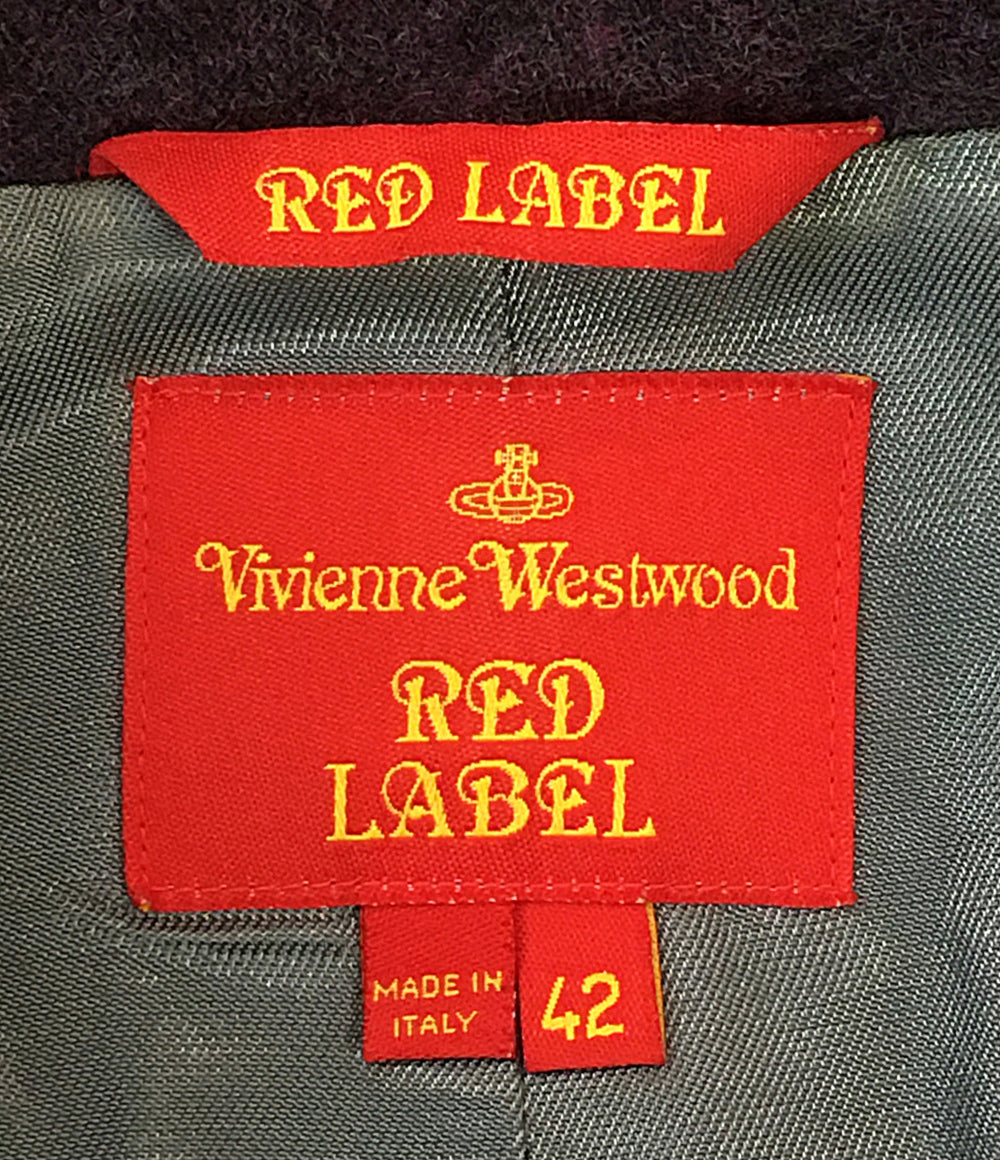 RED LABEL
Vivienne Westwood
RED
LABEL
MADE IN
ITALY
42